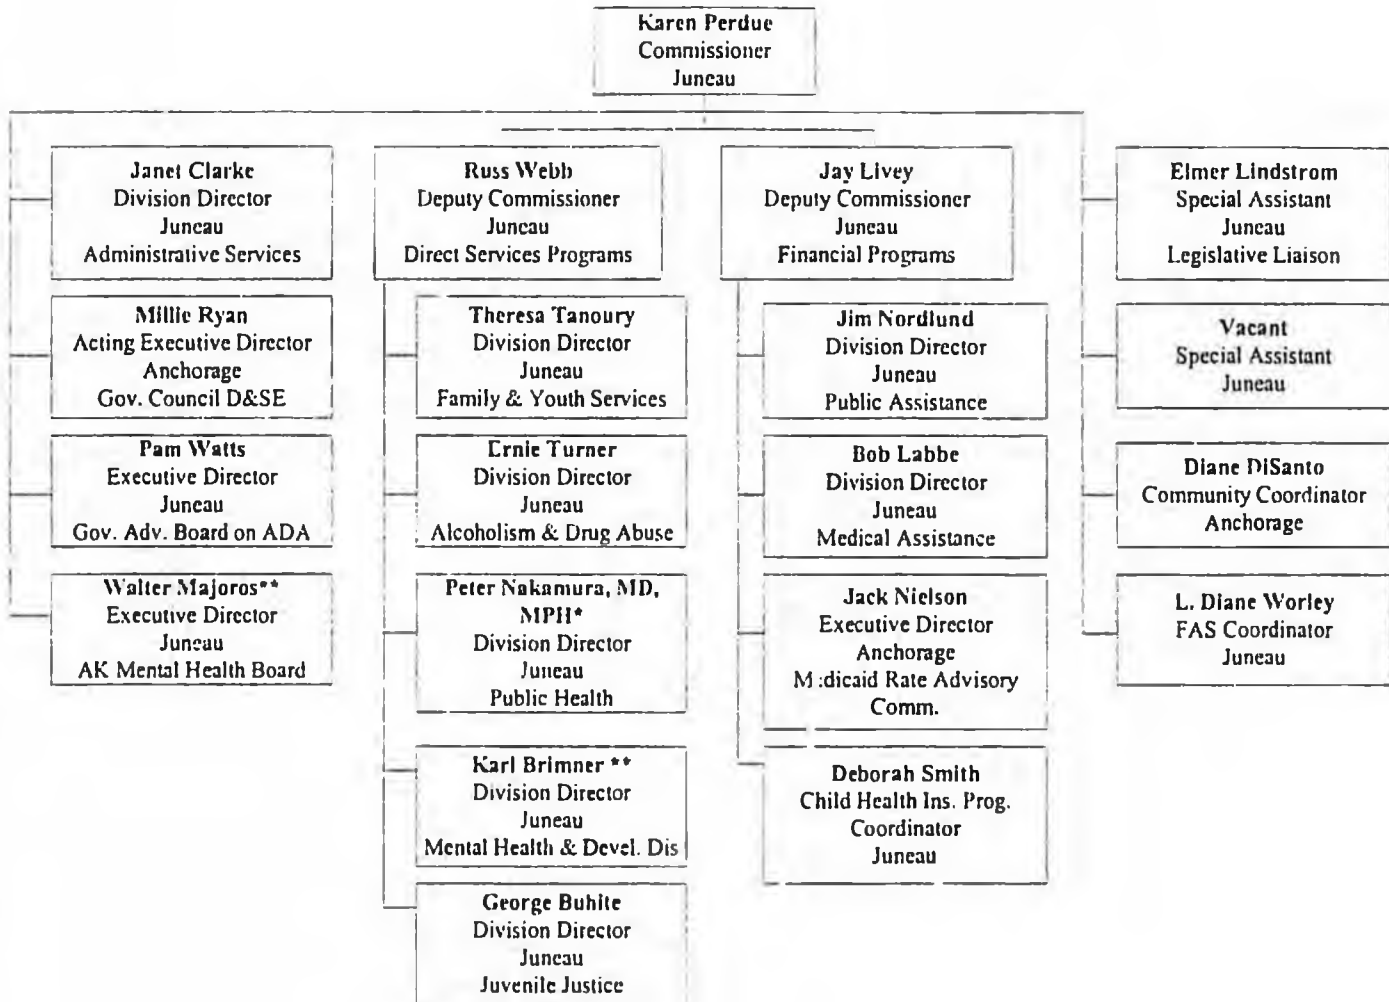 Karen Perdue
Commissioner
Juneau
Janet Clarke
Division Director
Juneau
Administrative Services
Millie Ryan
Acting Executive Director
Anchorage
Gov. Council D&SE
Pam Watts
Executive Director
Juneau
Gov. Adv. Board on ADA
Walter Majoros**
Executive Director
Juneau
AK Mental Health Board
Russ Webb
Deputy Commissioner
Juneau
Direct Services Programs
Theresa Tanoury
Division Director
Juneau
Family & Youth Services
Ernie Turner
Division Director
Juneau
Alcoholism & Drug Abuse
Peter Nakamura, MD,
MPH*
Division Director
Juneau
Public Health
Karl Brimner **
Division Director
Juneau
Mental Health & Devel. Dis
George Buhite
Division Director
Juneau
Juvenile Justice
Jay Livey
Deputy Commissioner
Juneau
Financial Programs
Jim Nordlund
Division Director
Juneau
Public Assistance
Bob Labbe
Division Director
Juneau
Medical Assistance
Jack Nielson
Executive Director
Anchorage
Medicaid Rate Advisory
Comm.
Deborah Smith
Child Health Ins. Prog.
Coordinator
Juneau
Elmer Lindstrom
Special Assistant
Juneau
Legislative Liaison
Vacant
Special Assistant
Juneau
Diane DiSanto
Community Coordinator
Anchorage
L. Diane Worley
FAS Coordinator
Juneau